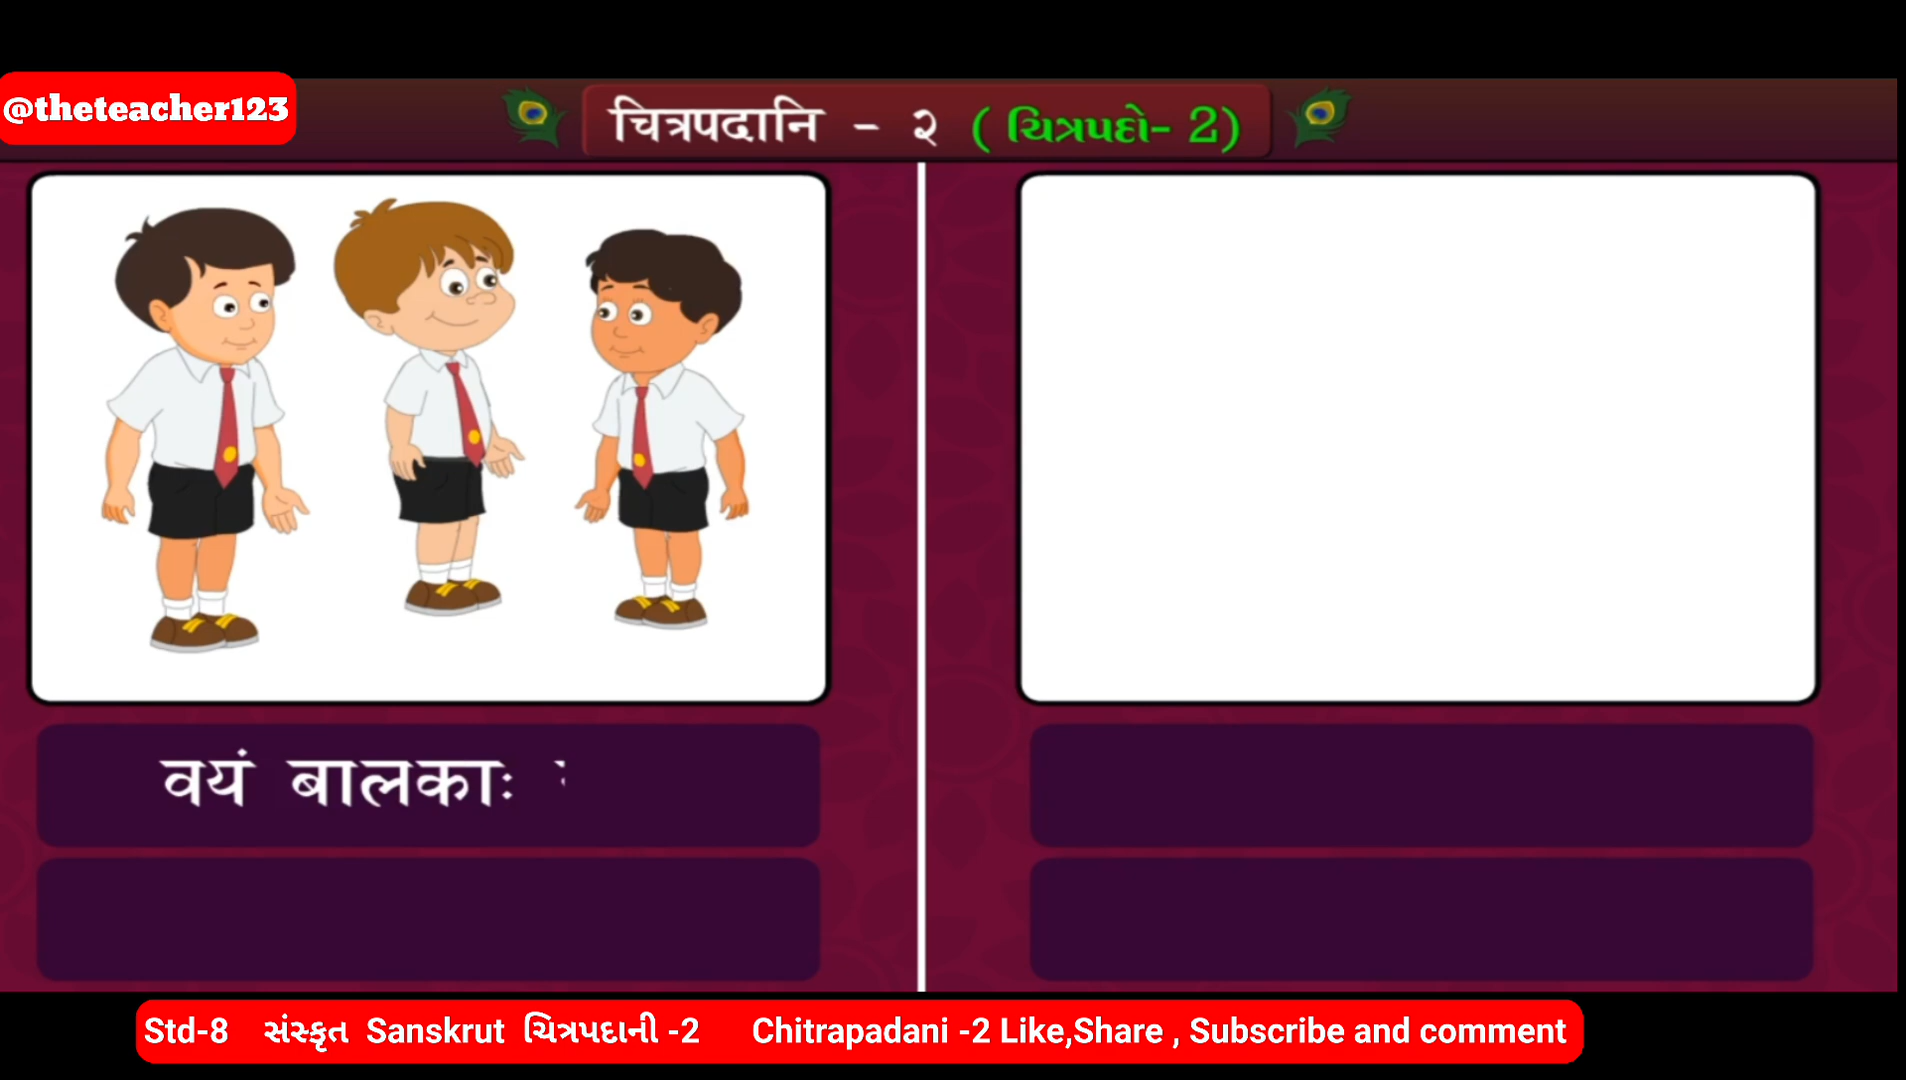 @theteacher123
चित्रपदानि - २ ( ચિત્રપદો- 2)
वयं बालकाः
Std-8 સંસ્કૃત Sanskrut ચિત્રપદાની -2 Chitrapadani -2 Like,Share , Subscribe and comment